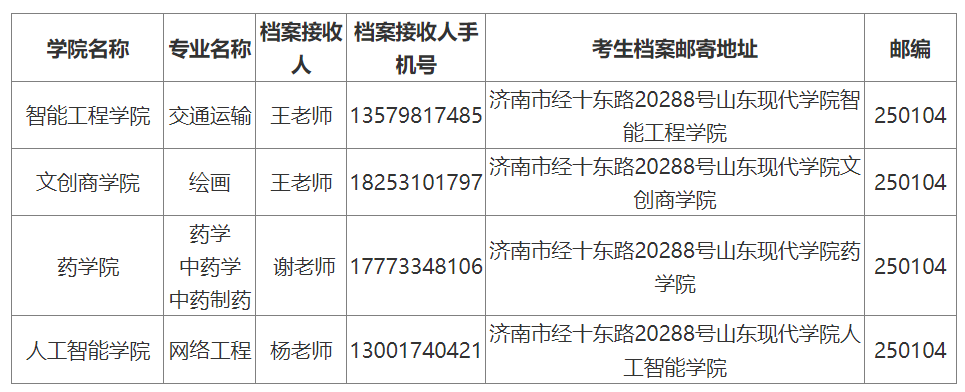 学院名称 专业名称 档案接收人 档案接收人手机号 考生档案邮寄地址 邮编
智能工程学院 交通运输 王老师 13579817485 济南市经十东路20288号山东现代学院智能工程学院 250104
文创商学院 绘画 王老师 18253101797 济南市经十东路20288号山东现代学院文创商学院 250104
药学院 药学 中药学 中药制药 谢老师 17773348106 济南市经十东路20288号山东现代学院药学院 250104
人工智能学院 网络工程 杨老师 13001740421 济南市经十东路20288号山东现代学院人工智能学院 250104